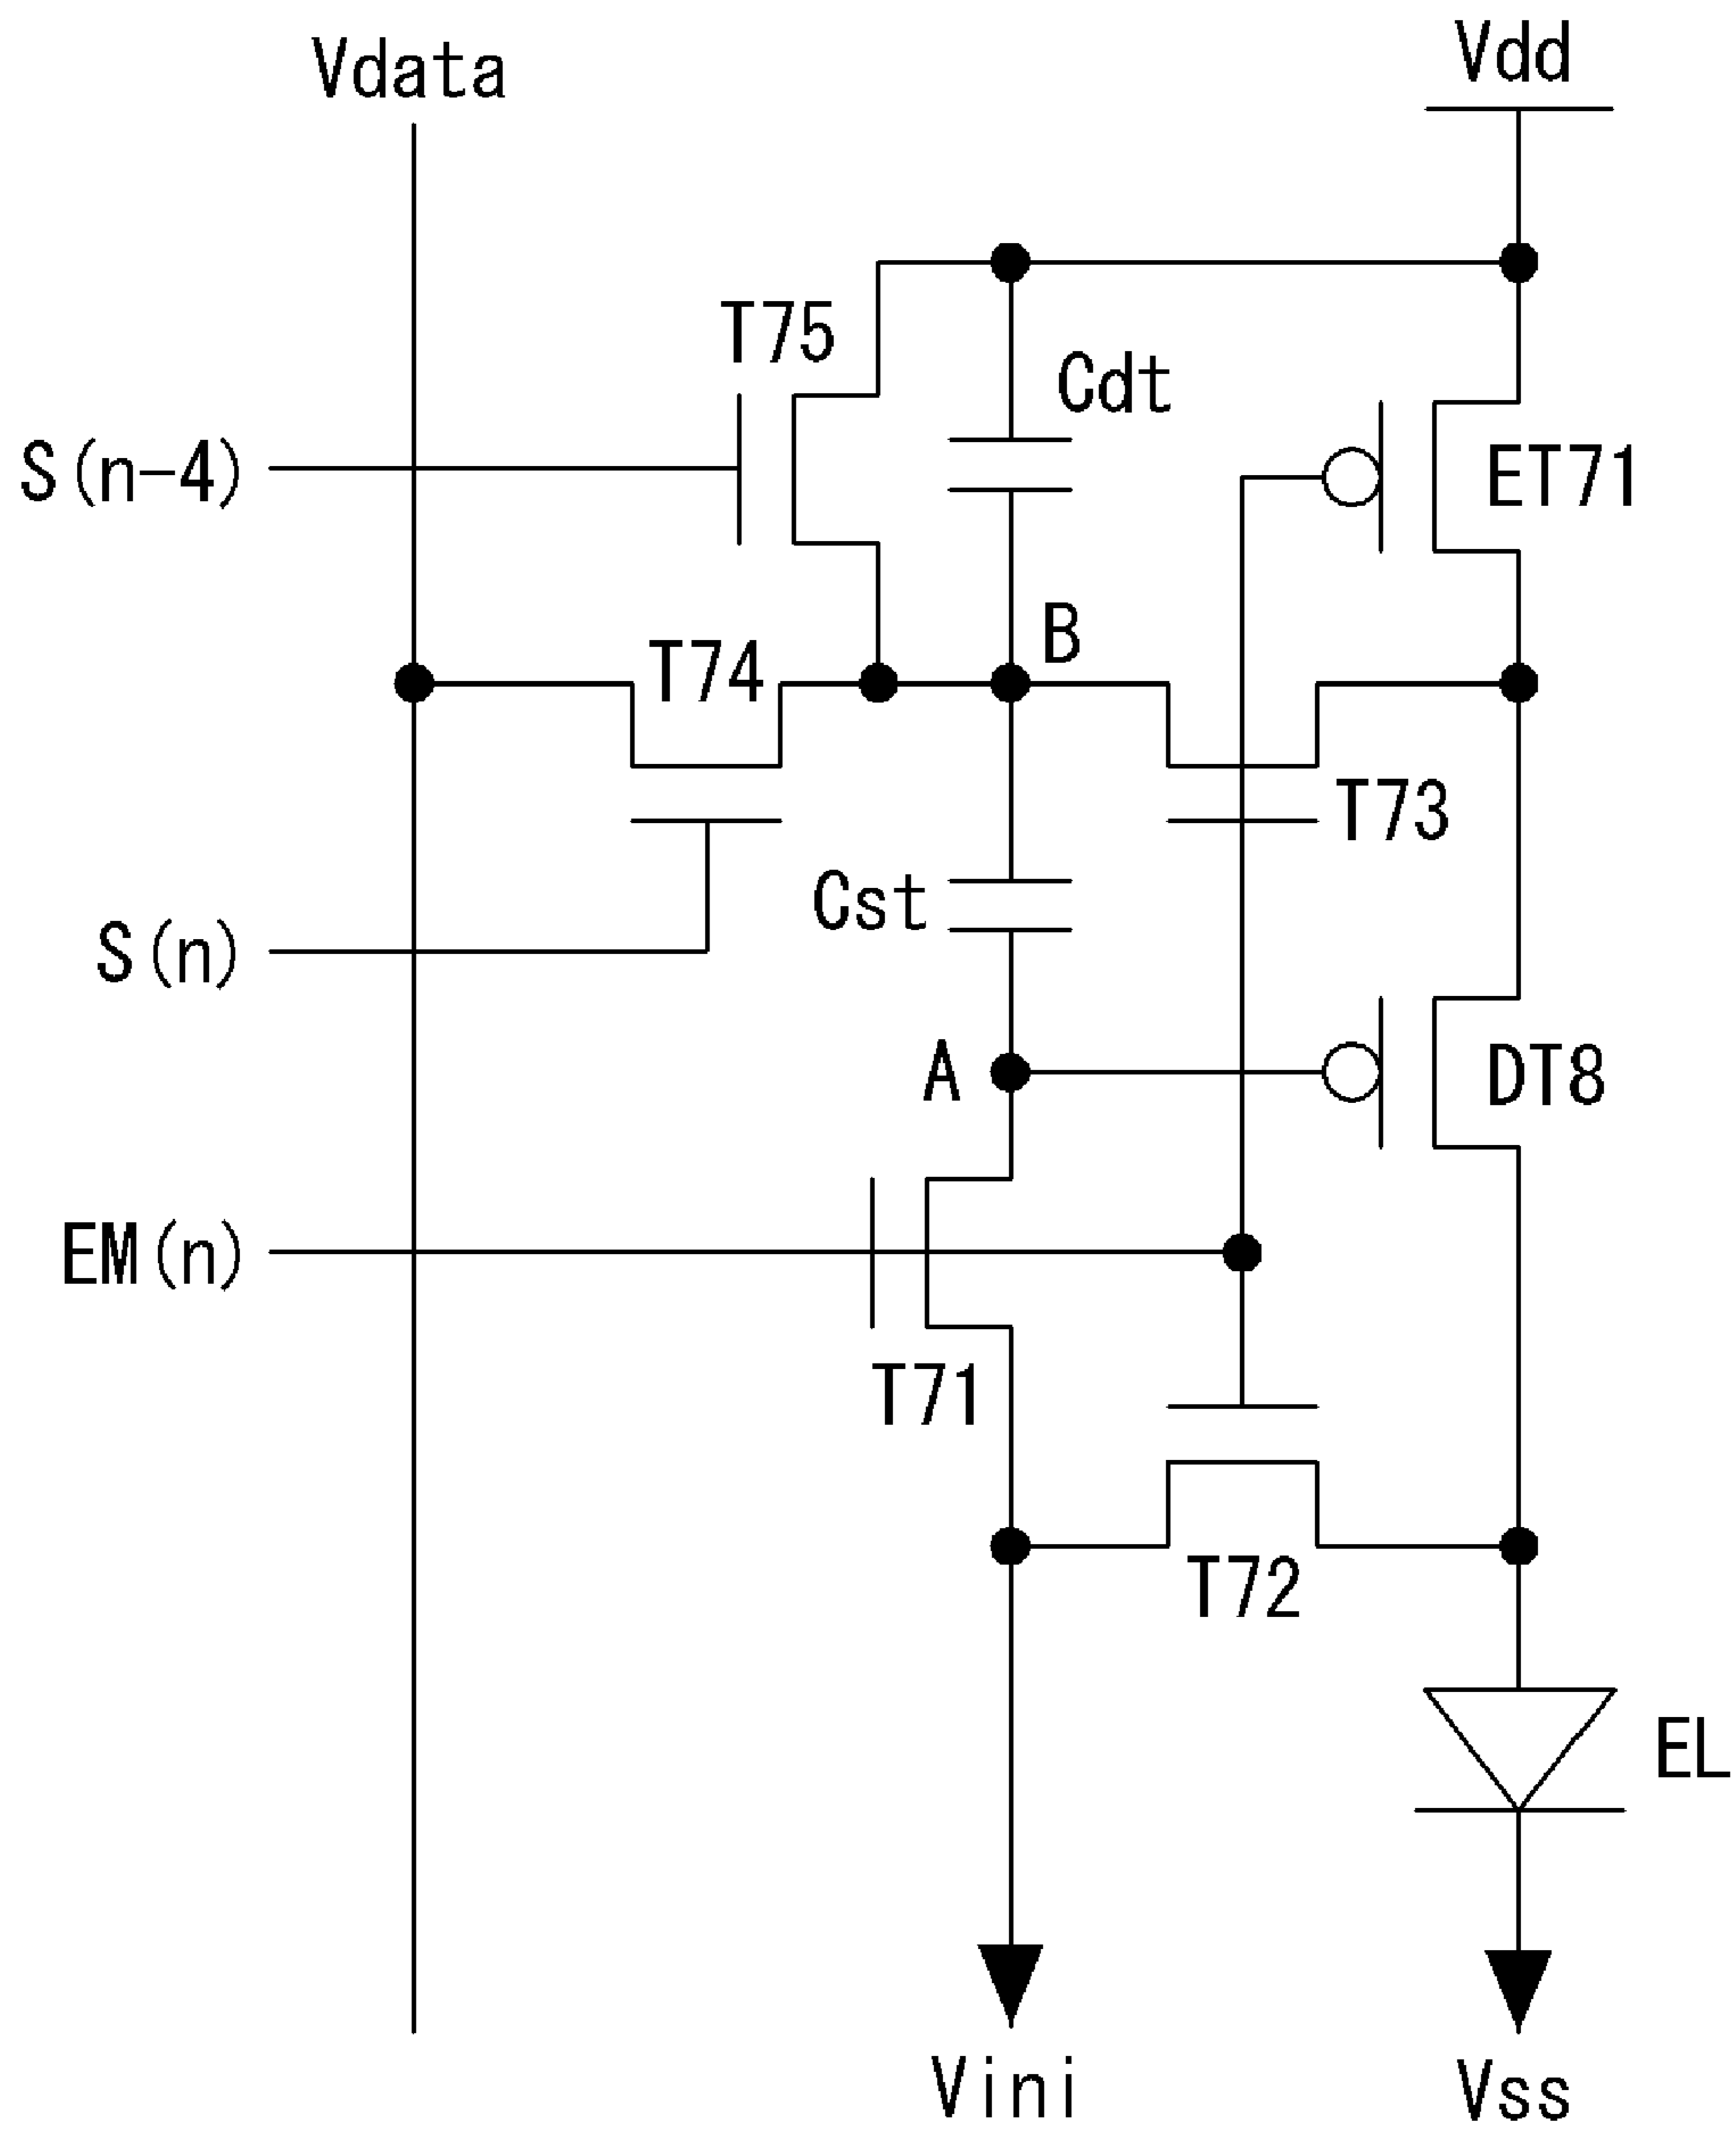 Vdata
Vdd
T75
Cdt
S(n-4)
ET71
B
T74
T73
Cst
S(n)
A
DT8
EM(n)
T71
T72
EL
Vini
Vss